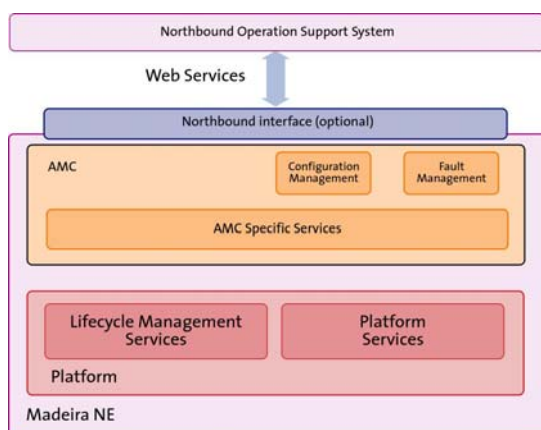 Northbound Operation Support System
Web Services
Northbound interface (optional)
AMC
Configuration
Management
Fault
Management
AMC Specific Services
Lifecycle Management
Services
Platform
Services
Platform
Madeira NE